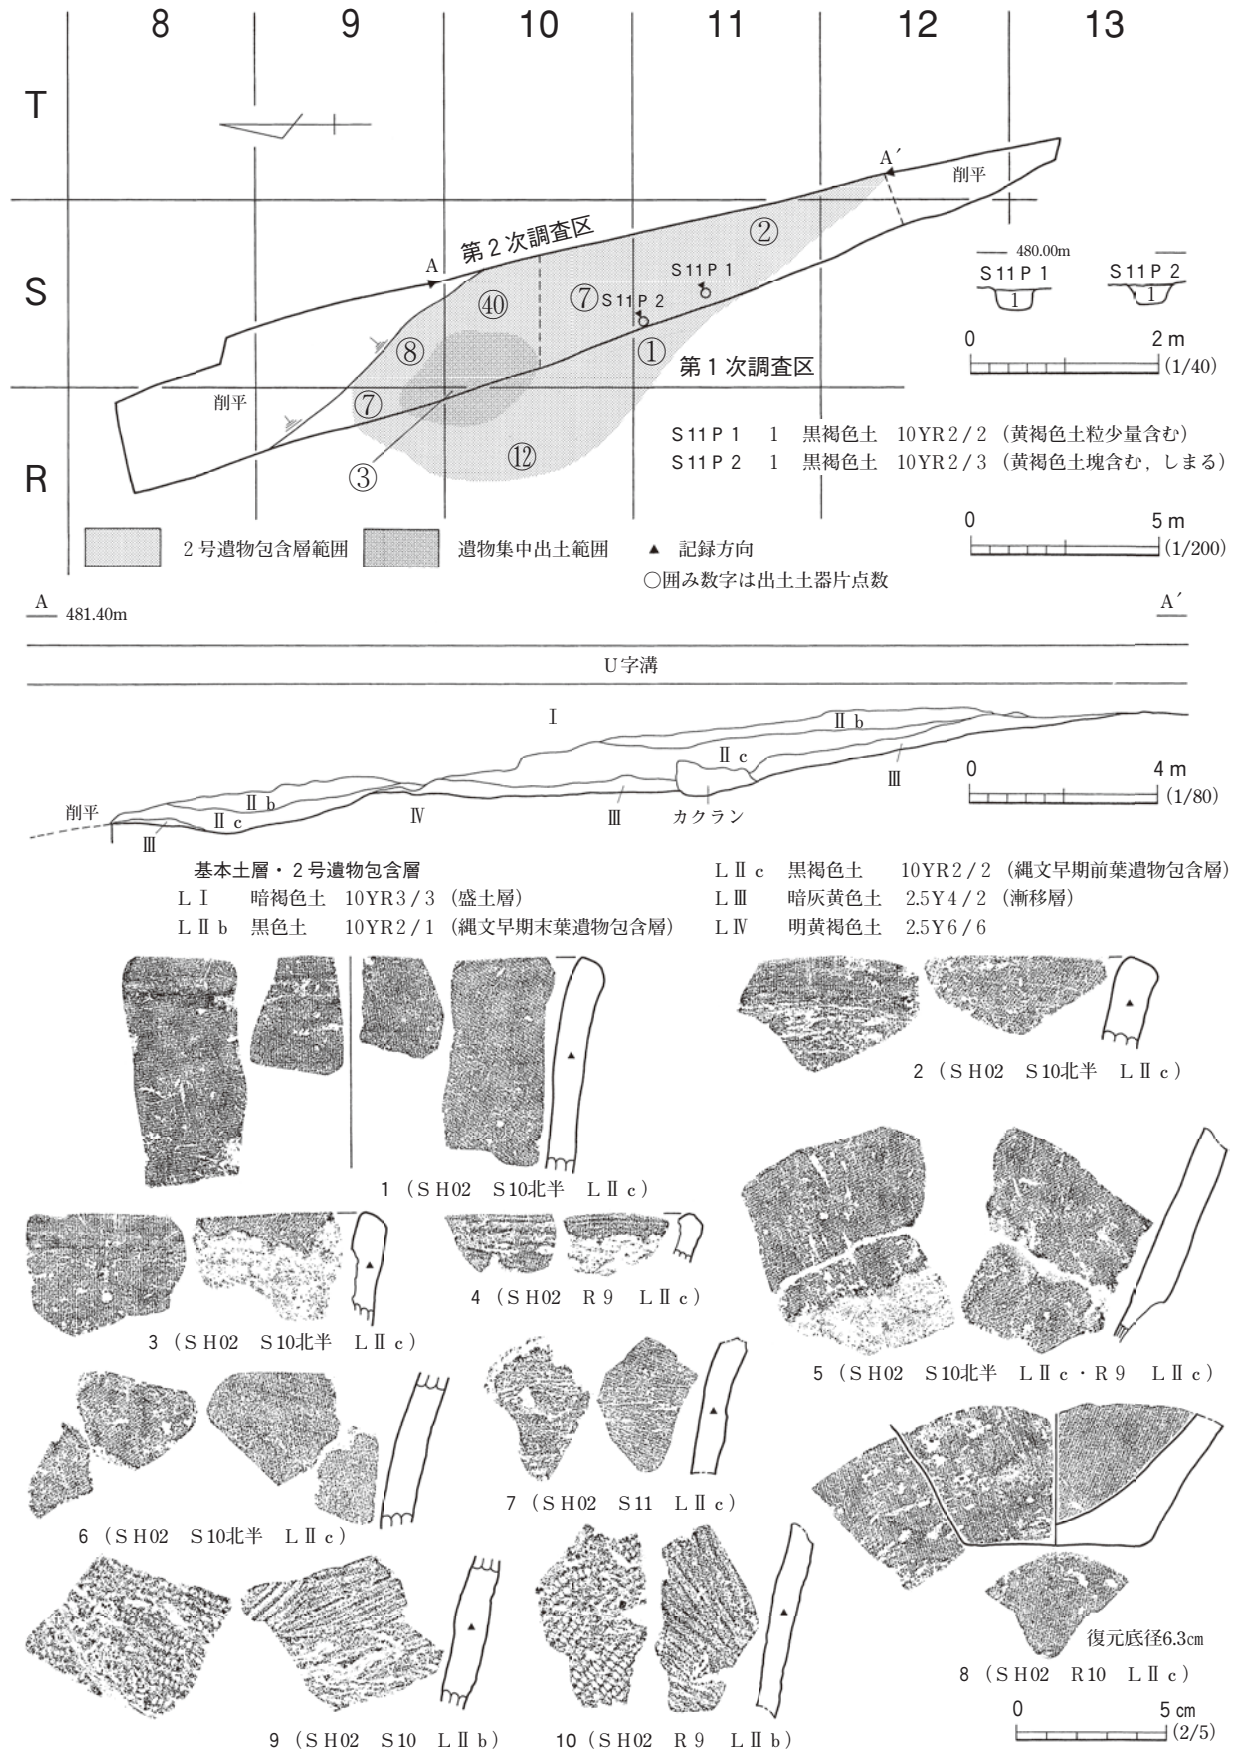 8 9 10 11 12 13
T
A´
削平
第2次調査区
②
A
480.00m
S11P1 S11P2
1 1
S
S11P1
㊵
⑦
S11P2
⑧
①
第1次調査区
0 2m
(1/40)
削平
⑦
⑫
③
R
S11P1 1 黒褐色土 10YR2/2 (黄褐色土粒少量含む)
S11P2 1 黒褐色土 10YR2/3 (黄褐色土塊含む，しまる)
0 5m
(1/200)
2号遺物包含層範囲 遺物集中出土範囲 ▲ 記録方向
○囲み数字は出土土器片点数
A 481.40m A´
U字溝
Ⅰ
Ⅱb
Ⅱc
Ⅲ
0 4m
(1/80)
削平
Ⅱb
Ⅱc
Ⅲ
Ⅳ
Ⅲ
カクラン
基本土層・2号遺物包含層
LⅠ 暗褐色土 10YR3/3 (盛土層)
LⅡb 黒色土 10YR2/1 (縄文早期末葉遺物包含層)
LⅡc 黒褐色土 10YR2/2 (縄文早期前葉遺物包含層)
LⅢ 暗灰黄色土 2.5Y4/2 (漸移層)
LⅣ 明黄褐色土 2.5Y6/6
1 (SH02 S10北半 LⅡc)
2 (SH02 S10北半 LⅡc)
3 (SH02 S10北半 LⅡc)
4 (SH02 R9 LⅡc)
5 (SH02 S10北半 LⅡc・R9 LⅡc)
6 (SH02 S10北半 LⅡc)
7 (SH02 S11 LⅡc)
復元底径6.3㎝
8 (SH02 R10 LⅡc)
9 (SH02 S10 LⅡb)
10 (SH02 R9 LⅡb)
0 5cm
(2/5)